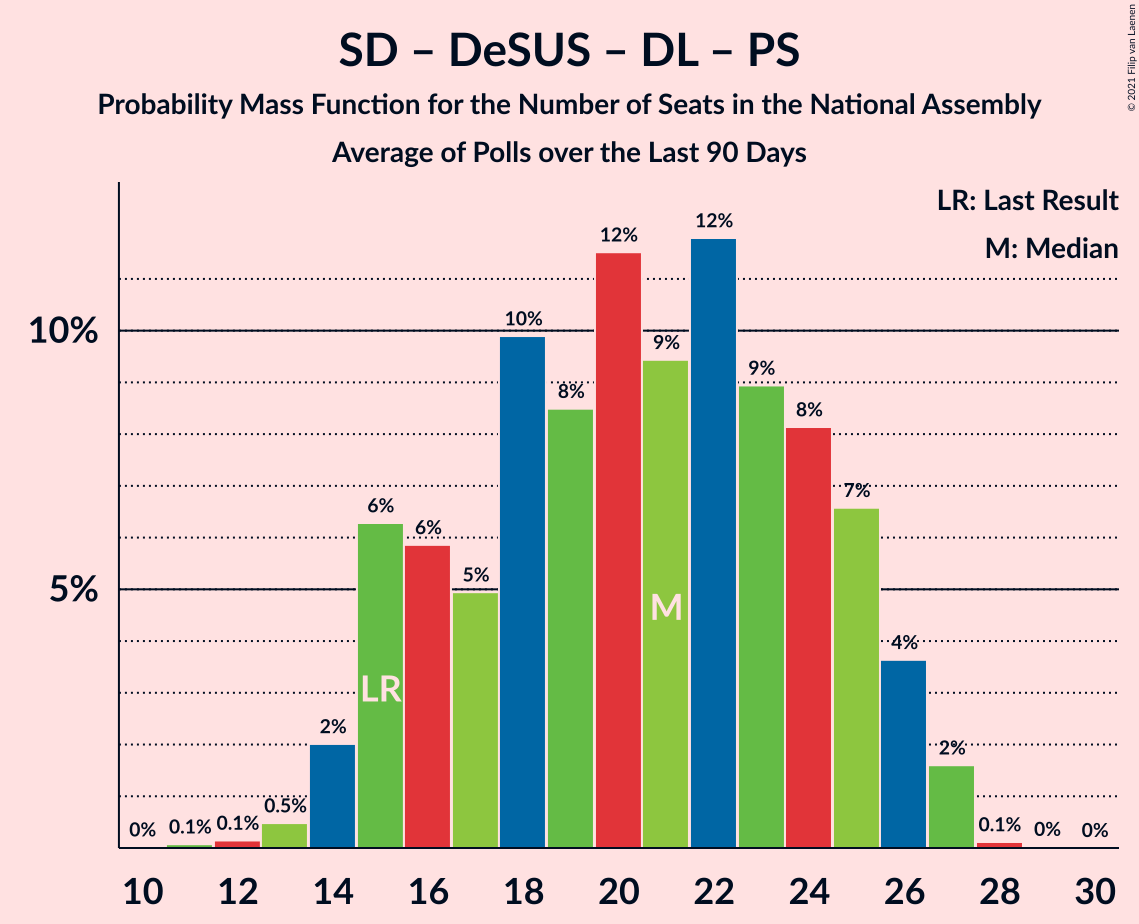 SD – DeSUS – DL – PS
Probability Mass Function for the Number of Seats in the National Assembly
Average of Polls over the Last 90 Days
© 2021 Filip van Laenen
LR: Last Result
M: Median
10%
5%
0%
0.1%
0.1%
0.5%
2%
6%
6%
5%
10%
8%
12%
9%
12%
9%
8%
7%
4%
2%
0.1%
0%
0%
LR
M
10 12 14 16 18 20 22 24 26 28 30